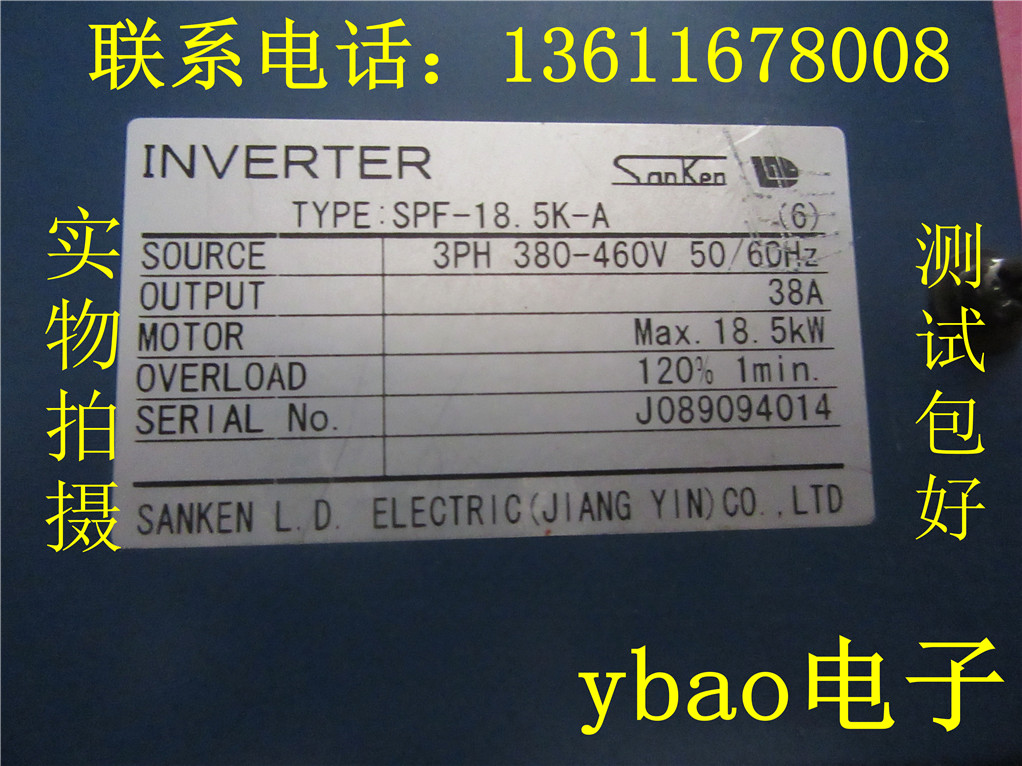 联系电话：13611678008
INVERTER
SanKen
TYPE:SPF-18.5K-A (6)
SOURCE 3PH 380-460V 50/60Hz
OUTPUT 38A
MOTOR Max. 18.5kW
OVERLOAD 120% 1min.
SERIAL No. J089094014
SANKEN L.D. ELECTRIC(JIANG YIN)CO.,LTD
实物拍摄
测试包好
ybao电子